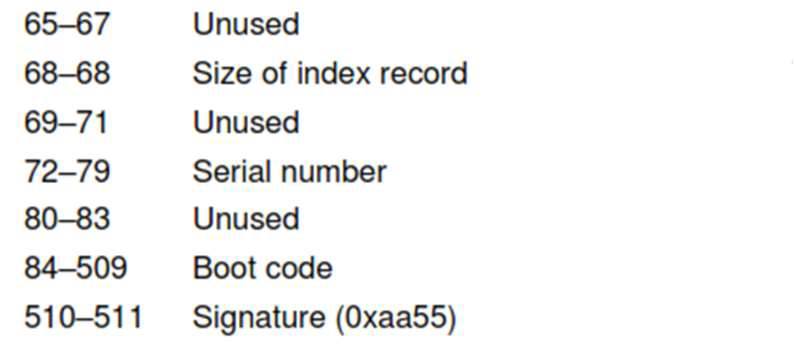 65–67 Unused
68–68 Size of index record
69–71 Unused
72–79 Serial number
80–83 Unused
84–509 Boot code
510–511 Signature (0xaa55)